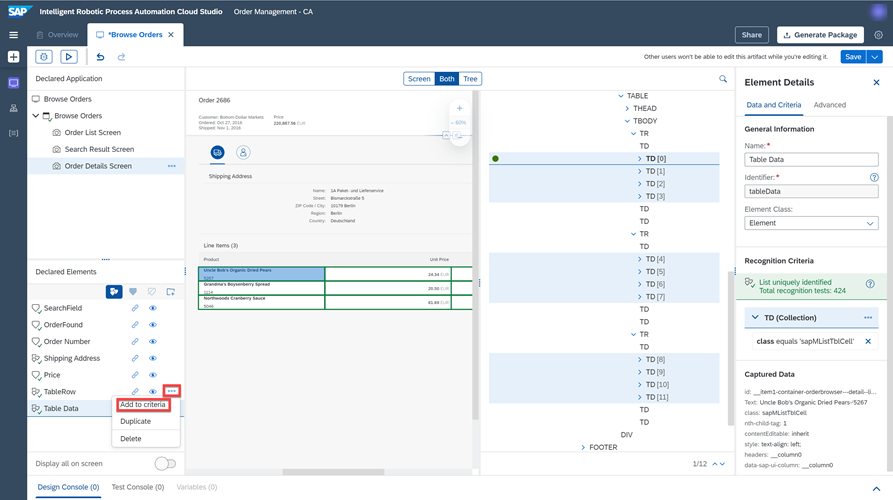 SAP Intelligent Robotic Process Automation Cloud Studio Order Management - CA
Overview *Browse Orders Share Generate Package
Other users won't be able to edit this artifact while you're editing it. Save
Declared Application
Browse Orders
Browse Orders
Order List Screen
Search Result Screen
Order Details Screen
Declared Elements
SearchField
OrderFound
Order Number
Shipping Address
Price
TableRow
Table Data
Add to criteria
Duplicate
Delete
Display all on screen
Screen Both Tree
Order 2686
Customer: Bottom-Dollar Markets
Ordered: Oct 27, 2016
Shipped: Nov 1, 2016
Price
220,887.56 EUR
60%
Shipping Address
Name: 1A Paket- und Lieferservice
Street: Bismarckstraße 5
ZIP Code / City: 10179 Berlin
Region: Berlin
Country: Deutschland
Line Items (3)
Product Unit Price
Uncle Bob's Organic Dried Pears
5267
24.34 EUR
Grandma's Boysenberry Spread
20.50 EUR
Northwoods Cranberry Sauce
5046
TABLE
THEAD
TBODY
TR
TD
TD [0]
TD [1]
TD [2]
TD [3]
TD
TD
TR
TD
TD [4]
TD [5]
TD [6]
TD [7]
TD
TD
TR
TD
TD [8]
TD [9]
TD [10]
TD [11]
TD
TD
DIV
FOOTER
1/12
Element Details
Data and Criteria Advanced
General Information
Name:*
Table Data
Identifier:*
tableData
Element Class:
Element
Recognition Criteria
List uniquely identified
Total recognition tests: 424
TD (Collection)
class equals 'sapMListTblCell'
Captured Data
id: __item1-container-orderbrowser---detail--li...
Text: Uncle Bob's Organic Dried Pears 5267
class: sapMListTblCell
nth-child-tag: 1
contentEditable: inherit
style: text-align: left;
headers: __column0
data-sap-ui-column: __column0
Design Console (0) Test Console (0) Variables (0)